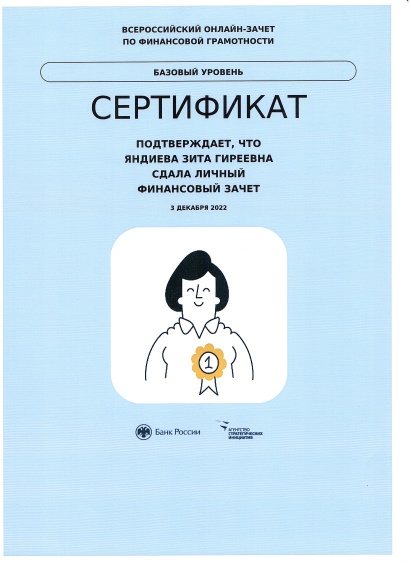 ВСЕРОССИЙСКИЙ ОНЛАЙН-ЗАЧЕТ
ПО ФИНАНСОВОЙ ГРАМОТНОСТИ
БАЗОВЫЙ УРОВЕНЬ
СЕРТИФИКАТ
ПОДТВЕРЖДАЕТ, ЧТО
ЯНДИЕВА ЗИТА ГИРЕЕВНА
СДАЛА ЛИЧНЫЙ
ФИНАНСОВЫЙ ЗАЧЕТ
3 ДЕКАБРЯ 2022
1
Банк России
АГЕНТСТВО
СТРАТЕГИЧЕСКИХ
ИНИЦИАТИВ